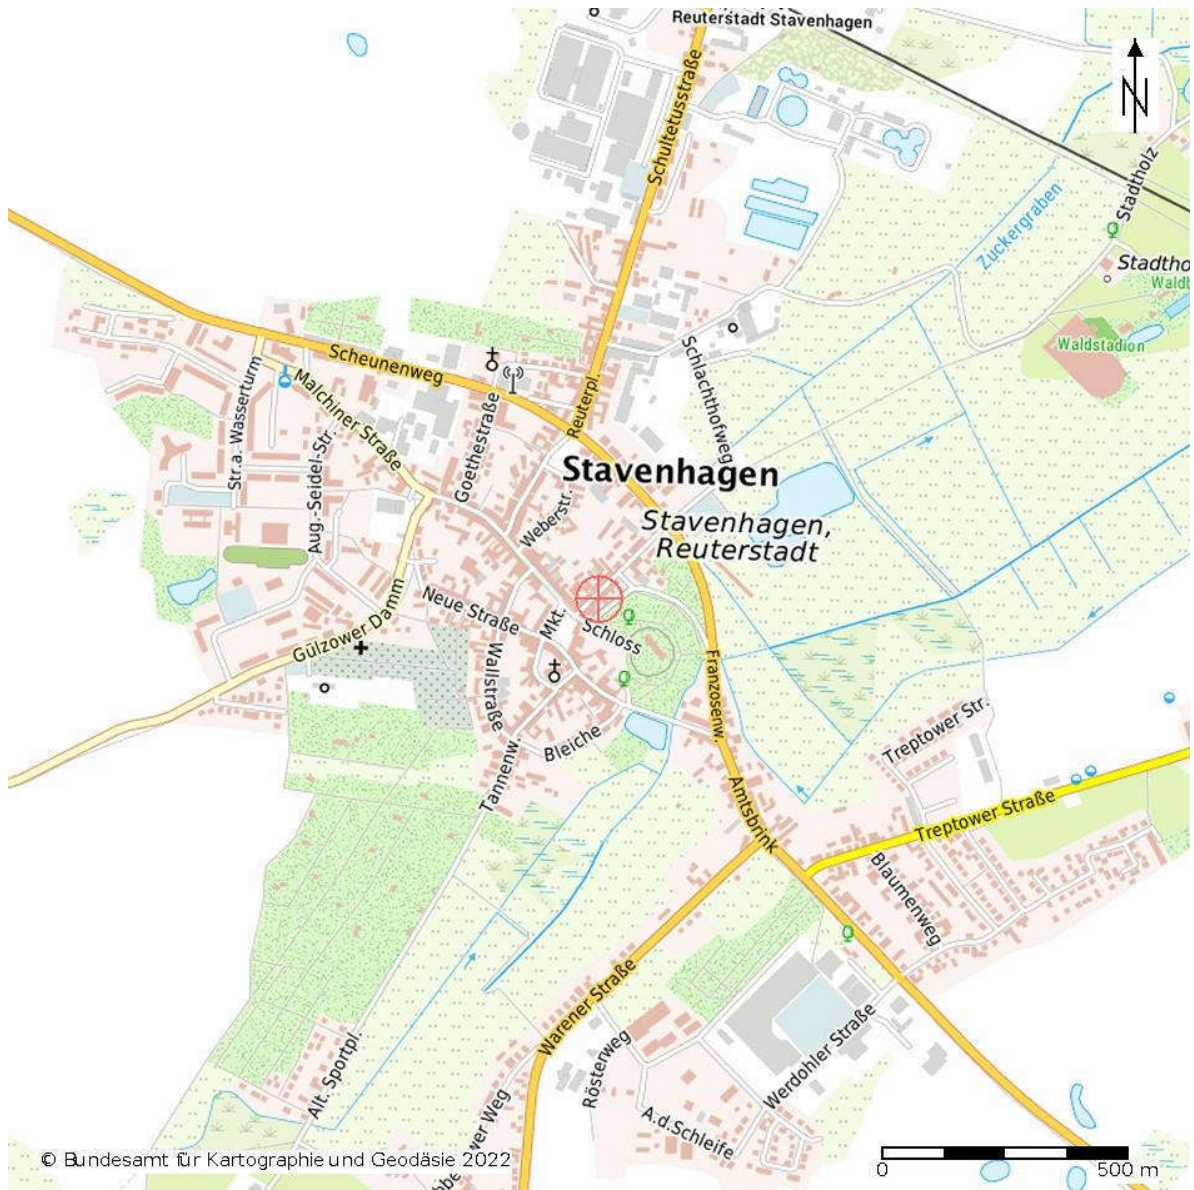 Reuterstadt Stavenhagen
N
Schultetusstraße
Stadtholz
Zuckergraben
Waldstadion
Scheunenweg
Str.a. Wasserturm
Malchiner Straße
Reuterpl.
Schlachthofweg
Goethestraße
Aug.-Seidel-Str.
Stavenhagen
Weberstr.
Stavenhagen,
Reuterstadt
Neue Straße
Mkt.
Schloss
Gülzower Damm
Wallstraße
Franzosenw.
Bleiche
Treptower Str.
Tannenw.
Amtsbrink
Treptower Straße
Blaumenweg
Warener Straße
Werdohler Straße
Rösterweg
Alt. Sportpl.
A.d.Schleife
© Bundesamt für Kartographie und Geodäsie 2022
0
500 m